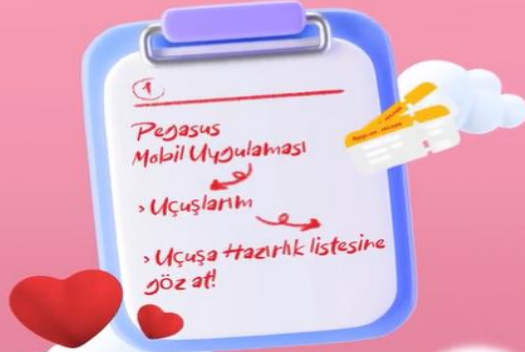 1
Pegasus
Mobil Uygulaması
> Uçuşlarım
> Uçuşa Hazırlık listesine
göz at!